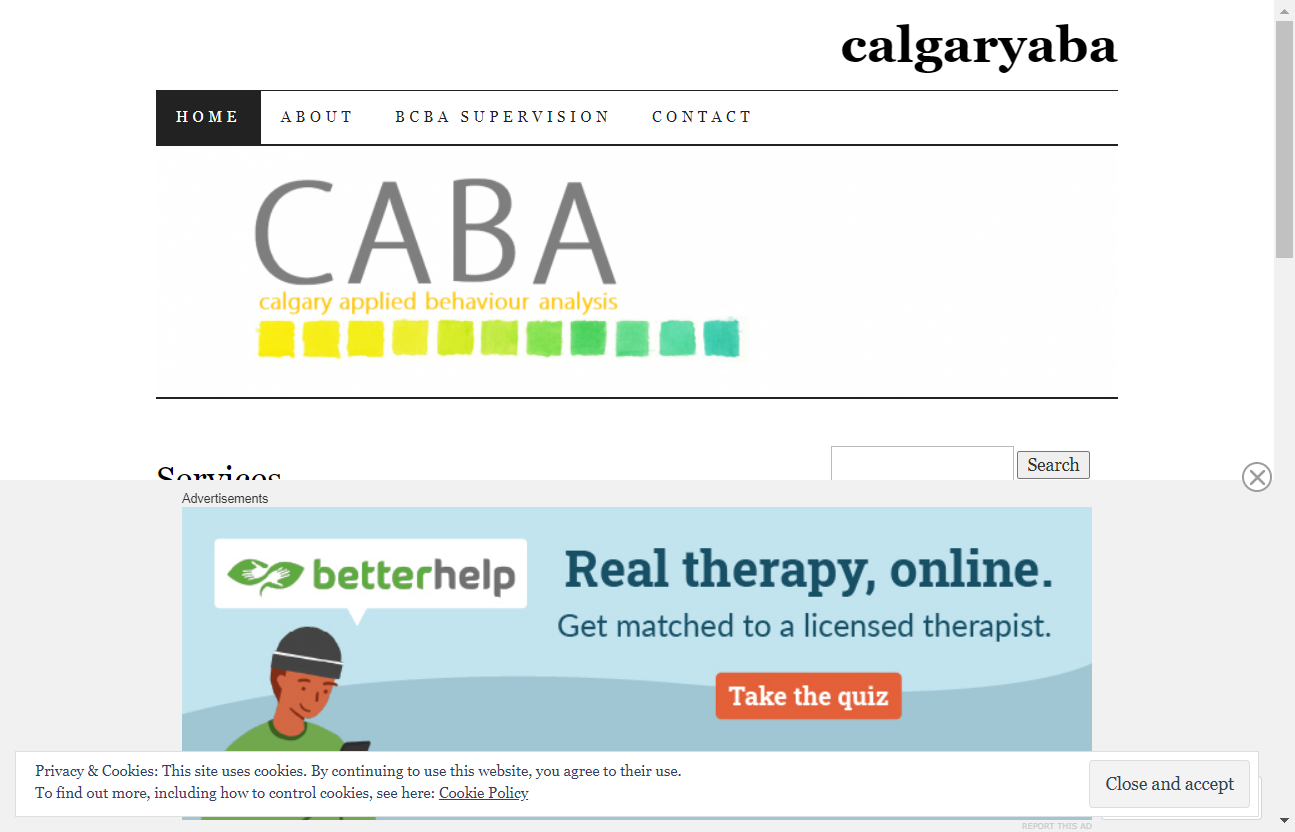 calgaryaba
HOME ABOUT BCBA SUPERVISION CONTACT
CABA
calgary applied behaviour analysis
Services
Search
Advertisements
betterhelp
Real therapy, online.
Get matched to a licensed therapist.
Take the quiz
Privacy & Cookies: This site uses cookies. By continuing to use this website, you agree to their use.
To find out more, including how to control cookies, see here: Cookie Policy
Close and accept
REPORT THIS AD